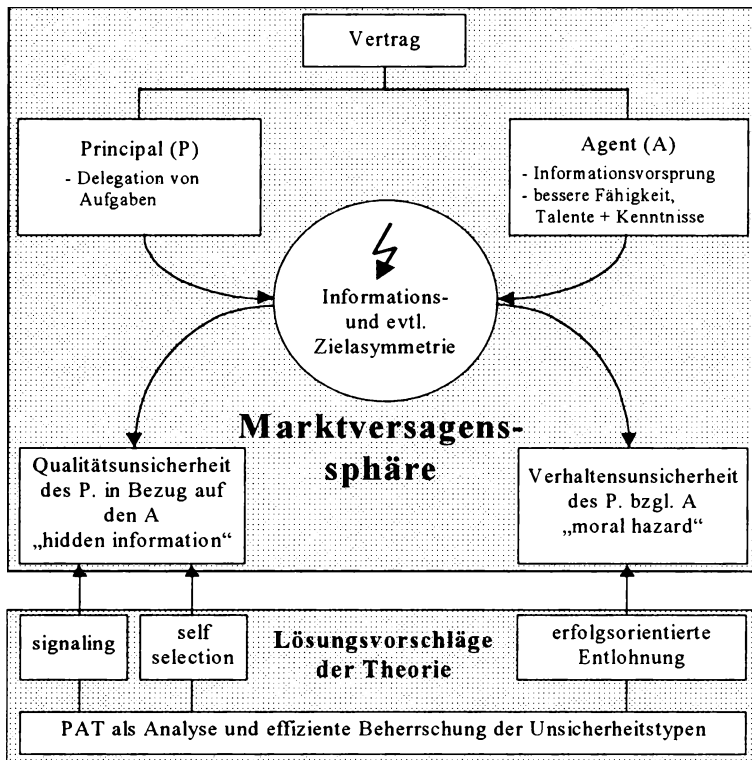 Vertrag
Principal (P)
- Delegation von
Aufgaben
Agent (A)
- Informationsvorsprung
- bessere Fähigkeit,
Talente + Kenntnisse
Informations-
und evtl.
Zielasymmetrie
Marktversagens-
sphäre
Qualitätsunsicherheit
des P. in Bezug auf
den A
„hidden information“
Verhaltensunsicherheit
des P. bzgl. A
„moral hazard“
signaling
self
selection
Lösungsvorschläge
der Theorie
erfolgsorientierte
Entlohnung
PAT als Analyse und effiziente Beherrschung der Unsicherheitstypen